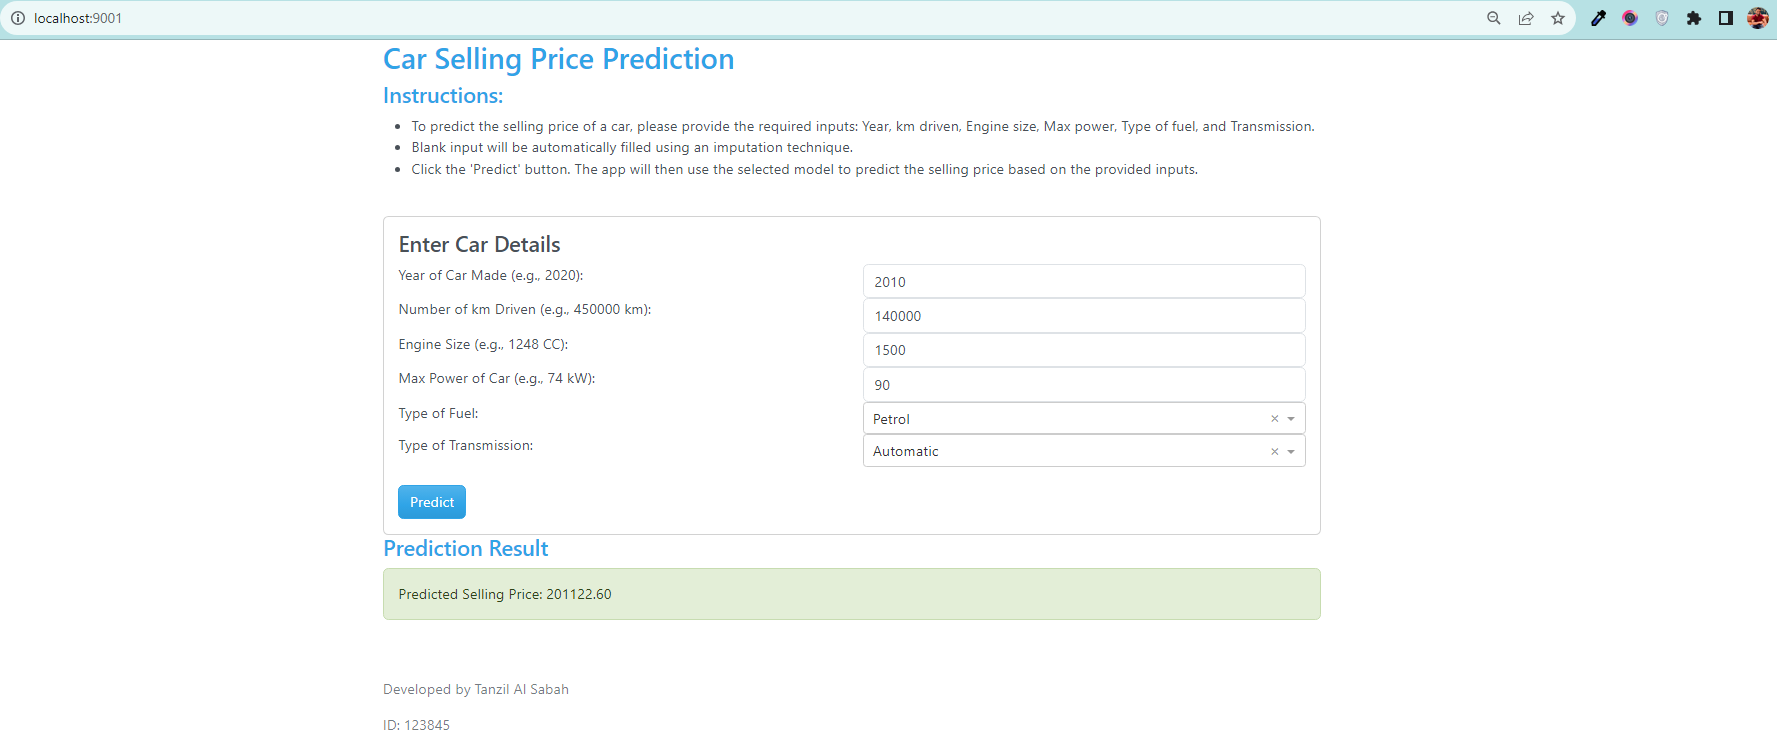 localhost:9001
Car Selling Price Prediction
Instructions:
To predict the selling price of a car, please provide the required inputs: Year, km driven, Engine size, Max power, Type of fuel, and Transmission.
Blank input will be automatically filled using an imputation technique.
Click the 'Predict' button. The app will then use the selected model to predict the selling price based on the provided inputs.
Enter Car Details
Year of Car Made (e.g., 2020): 2010
Number of km Driven (e.g., 450000 km): 140000
Engine Size (e.g., 1248 CC): 1500
Max Power of Car (e.g., 74 kW): 90
Type of Fuel: Petrol
Type of Transmission: Automatic
Predict
Prediction Result
Predicted Selling Price: 201122.60
Developed by Tanzil Al Sabah
ID: 123845